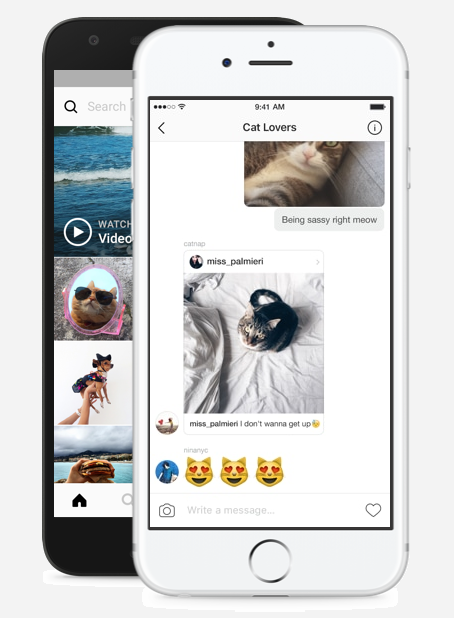 Search
WATCH
Video
9:41 AM
Cat Lovers
Being sassy right meow
catnap
miss_palmieri
miss_palmieri I don't wanna get up
ninanyc
Write a message...